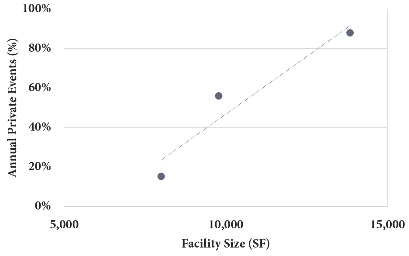 100%
80%
60%
40%
20%
0%
Annual Private Events (%)
5,000 10,000 15,000
Facility Size (SF)